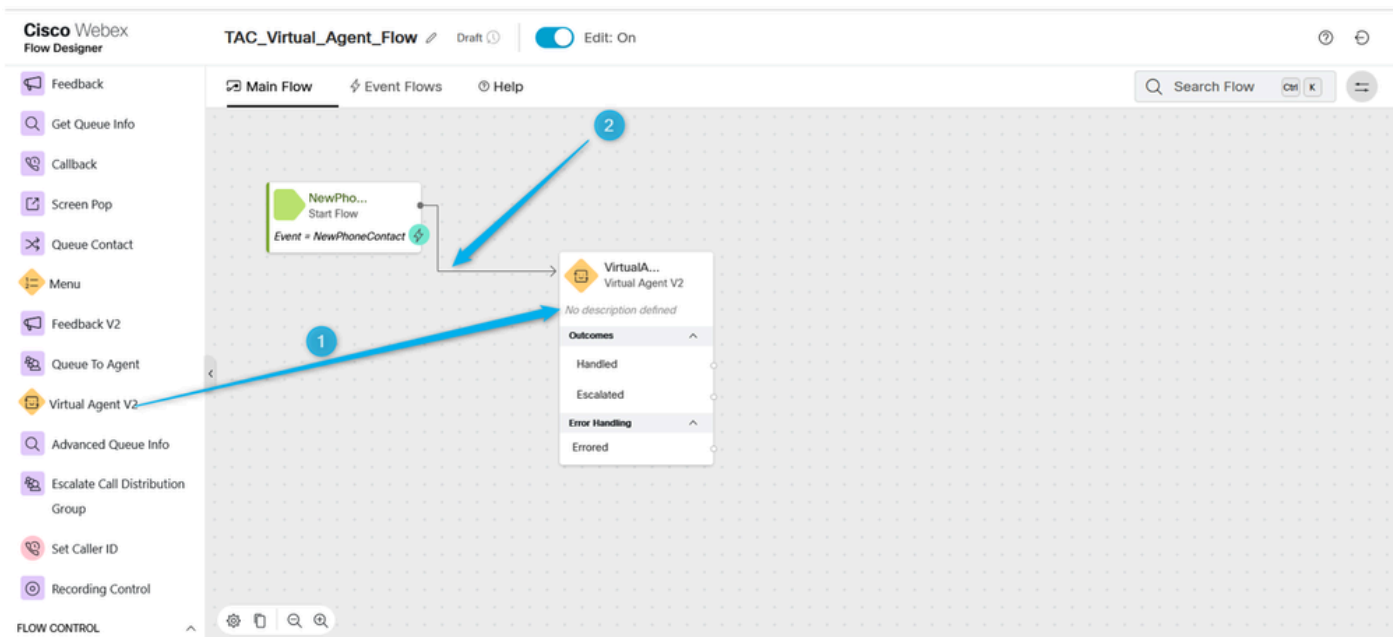 Cisco Webex
Flow Designer
TAC_Virtual_Agent_Flow
Draft
Edit: On
Feedback
Get Queue Info
Callback
Screen Pop
Queue Contact
Menu
Feedback V2
Queue To Agent
Virtual Agent V2
Advanced Queue Info
Escalate Call Distribution
Group
Set Caller ID
Recording Control
FLOW CONTROL
Main Flow
Event Flows
Help
Search Flow
Ctrl K
2
NewPho...
Start Flow
Event = NewPhoneContact
1
VirtualA...
Virtual Agent V2
No description defined
Outcomes
Handled
Escalated
Error Handling
Errored